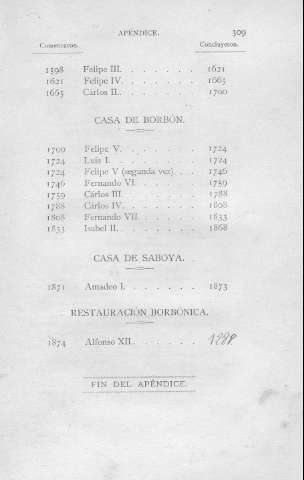 APÉNDICE. 309
Comenzaron. Concluyeron.
1598 Felipe III. . . . . . . 1621
1621 Felipe IV. . . . . . . 1665
1665 Cárlos II. . . . . . . 1700
CASA DE BORBÓN.
1700 Felipe V. . . . . . . 1724
1724 Luis I. . . . . . . . 1724
1724 Felipe V (segunda vez). . . 1746
1746 Fernando VI. . . . . . 1759
1759 Cárlos III. . . . . . . 1788
1788 Cárlos IV. . . . . . . 1808
1808 Fernando VII. . . . . . 1833
1833 Isabel II. . . . . . . 1868
CASA DE SABOYA.
1871 Amadeo I. . . . . . . 1873
RESTAURACIÓN BORBÓNICA.
1874 Alfonso XII. . . . . .
FIN DEL APÉNDICE.